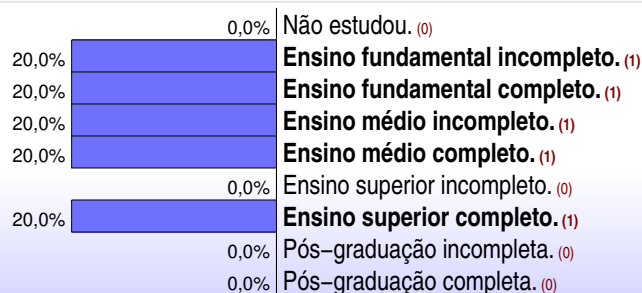 0,0% Não estudou. (0)
20,0% Ensino fundamental incompleto. (1)
20,0% Ensino fundamental completo. (1)
20,0% Ensino médio incompleto. (1)
20,0% Ensino médio completo. (1)
0,0% Ensino superior incompleto. (0)
20,0% Ensino superior completo. (1)
0,0% Pós−graduação incompleta. (0)
0,0% Pós−graduação completa. (0)